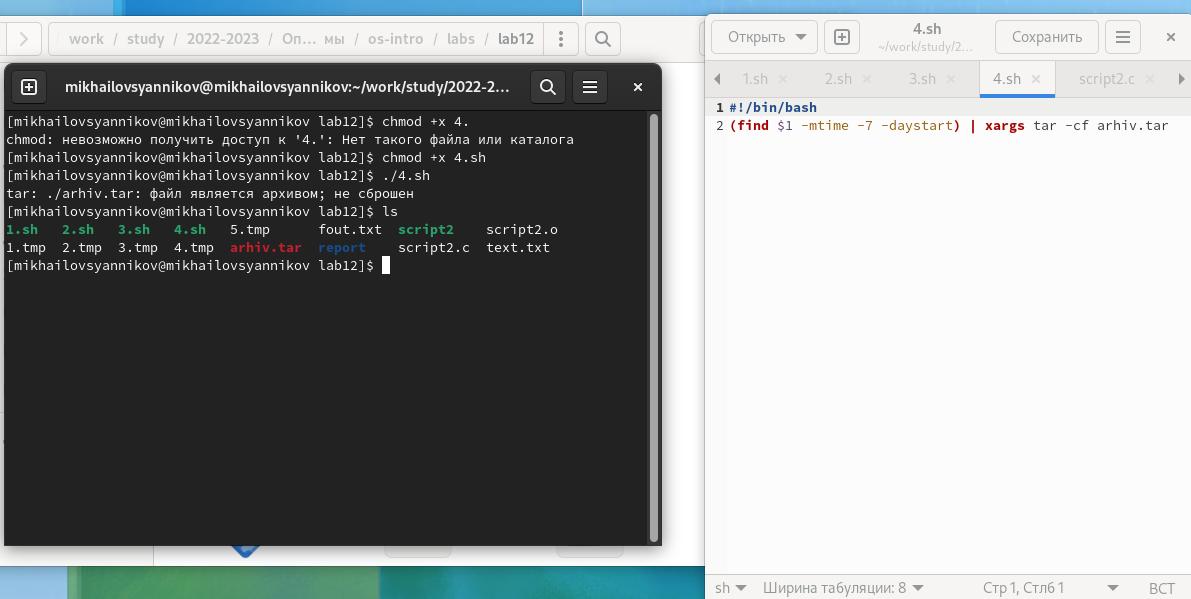 work / study / 2022-2023 / Оп… мы / os-intro / labs / lab12
mikhailovsyannikov@mikhailovsyannikov:~/work/study/2022-2...
[mikhailovsyannikov@mikhailovsyannikov lab12]$ chmod +x 4.
chmod: невозможно получить доступ к '4.': Нет такого файла или каталога
[mikhailovsyannikov@mikhailovsyannikov lab12]$ chmod +x 4.sh
[mikhailovsyannikov@mikhailovsyannikov lab12]$ ./4.sh
tar: ./arhiv.tar: файл является архивом; не сброшен
[mikhailovsyannikov@mikhailovsyannikov lab12]$ ls
1.sh 2.sh 3.sh 4.sh 5.tmp fout.txt script2 script2.o
1.tmp 2.tmp 3.tmp 4.tmp arhiv.tar report script2.c text.txt
[mikhailovsyannikov@mikhailovsyannikov lab12]$
Открыть
4.sh
~/work/study/2...
Сохранить
1.sh 2.sh 3.sh 4.sh script2.c
1 #!/bin/bash
2 (find $1 -mtime -7 -daystart) | xargs tar -cf arhiv.tar
sh Ширина табуляции: 8 Стр 1, Стлб 1 ВСТ